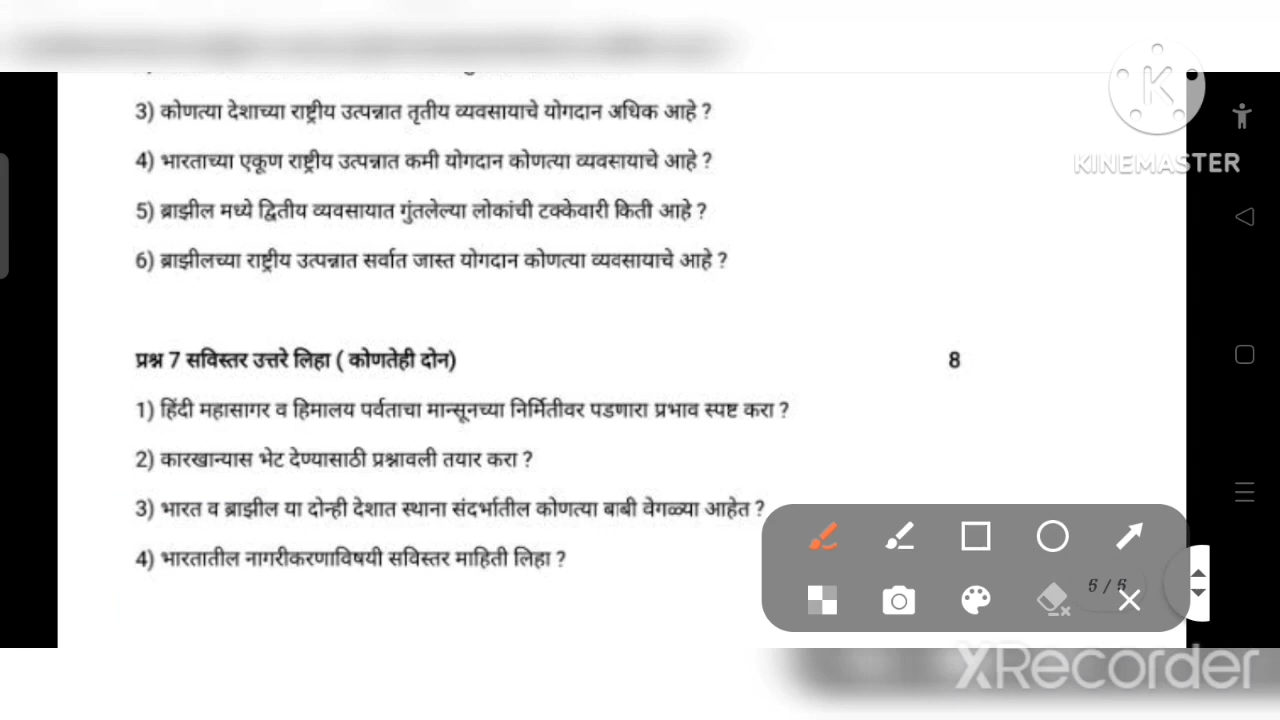 3) कोणत्या देशाच्या राष्ट्रीय उत्पन्नात तृतीय व्यवसायाचे योगदान अधिक आहे ?
4) भारताच्या एकूण राष्ट्रीय उत्पन्नात कमी योगदान कोणत्या व्यवसायाचे आहे ?
5) ब्राझील मध्ये द्वितीय व्यवसायात गुंतलेल्या लोकांची टक्केवारी किती आहे ?
6) ब्राझीलच्या राष्ट्रीय उत्पन्नात सर्वात जास्त योगदान कोणत्या व्यवसायाचे आहे ?
प्रश्न 7 सविस्तर उत्तरे लिहा ( कोणतेही दोन) 8
1) हिंदी महासागर व हिमालय पर्वताचा मान्सूनच्या निर्मितीवर पडणारा प्रभाव स्पष्ट करा ?
2) कारखान्यास भेट देण्यासाठी प्रश्नावली तयार करा ?
3) भारत व ब्राझील या दोन्ही देशात स्थाना संदर्भातील कोणत्या बाबी वेगळ्या आहेत ?
4) भारतातील नागरीकरणाविषयी सविस्तर माहिती लिहा ?
K
KINEMASTER
5 / 5
XRecorder